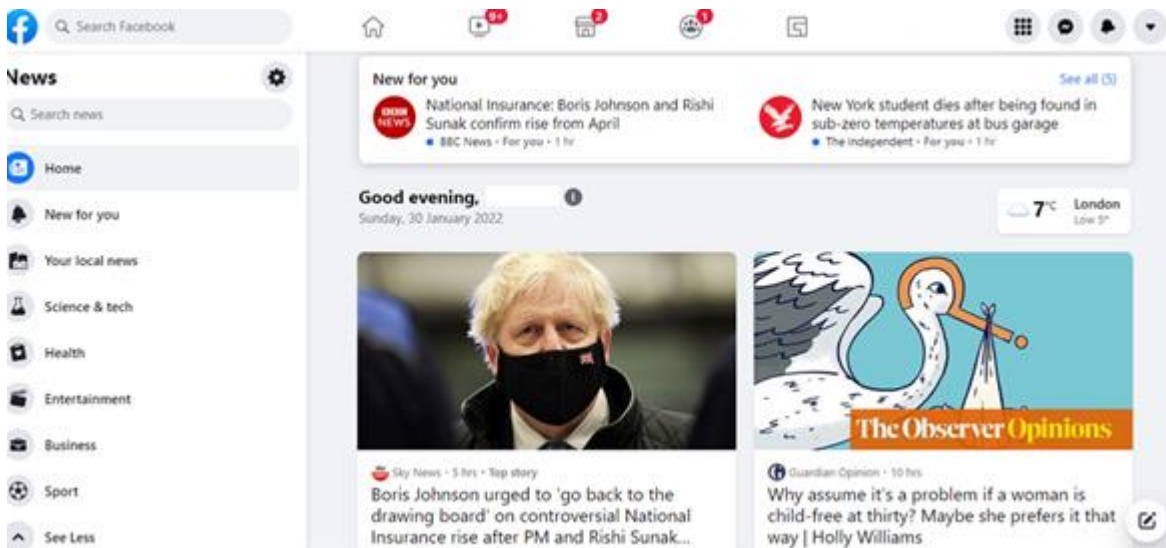 Search Facebook
9+
2
1
News
Search news
Home
New for you
Your local news
Science & tech
Health
Entertainment
Business
Sport
See Less
New for you
See all (5)
BBC
NEWS
National Insurance: Boris Johnson and Rishi
Sunak confirm rise from April
BBC News · For you · 1 hr
New York student dies after being found in
sub-zero temperatures at bus garage
The Independent · For you · 1 hr
Good evening,
Sunday, 30 January 2022
7°C London
Low 5°
Sky News · 5 hrs · Top story
Boris Johnson urged to 'go back to the
drawing board' on controversial National
Insurance rise after PM and Rishi Sunak...
The Observer Opinions
Guardian Opinion · 10 hrs
Why assume it's a problem if a woman is
child-free at thirty? Maybe she prefers it that
way | Holly Williams